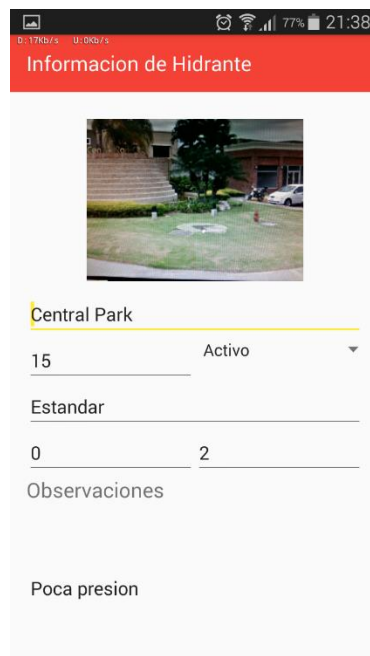 77% 21:38
D:17Kb/s U:0Kb/s
Informacion de Hidrante
Central Park
15 Activo
Estandar
0 2
Observaciones
Poca presion